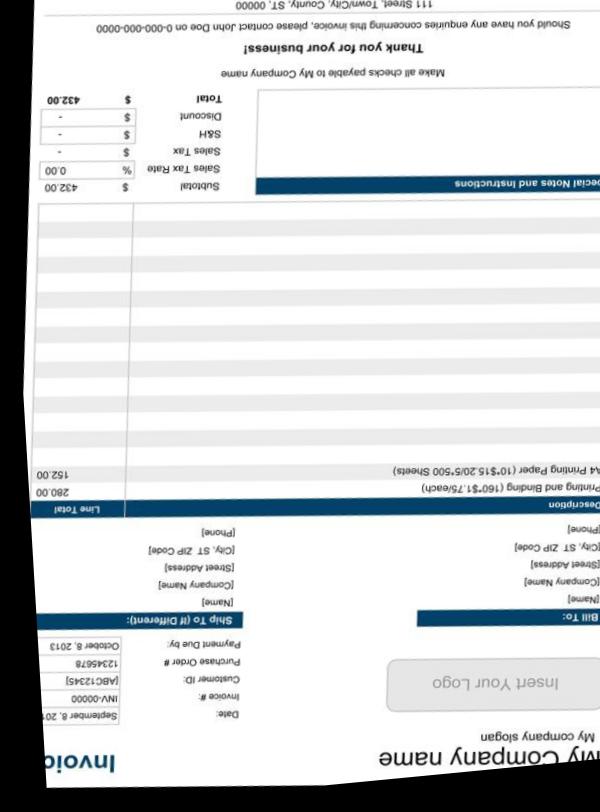 My Company name
Invoic
My company slogan
Insert Your Logo
Date: September 8, 201
Invoice #: INV-00000
Customer ID: [ABC12345]
Purchase Order # 12345678
Payment Due by: October 8, 2013
Bill To: Ship To (If Different):
[Name] [Name]
[Company Name] [Company Name]
[Street Address] [Street Address]
[City, ST ZIP Code] [City, ST ZIP Code]
[Phone] [Phone]
Description Line Total
Printing and Binding (160*$1.75/each) 280.00
A4 Printing Paper (10*$15.20/5*500 Sheets) 152.00
pecial Notes and Instructions
Subtotal $ 432.00
Sales Tax Rate % 0.00
Sales Tax $ -
S&H $ -
Discount $ -
Total $ 432.00
Make all checks payable to My Company name
Thank you for your business!
Should you have any enquiries concerning this invoice, please contact John Doe on 0-000-000-0000
111 Street, Town/City, County, ST, 00000